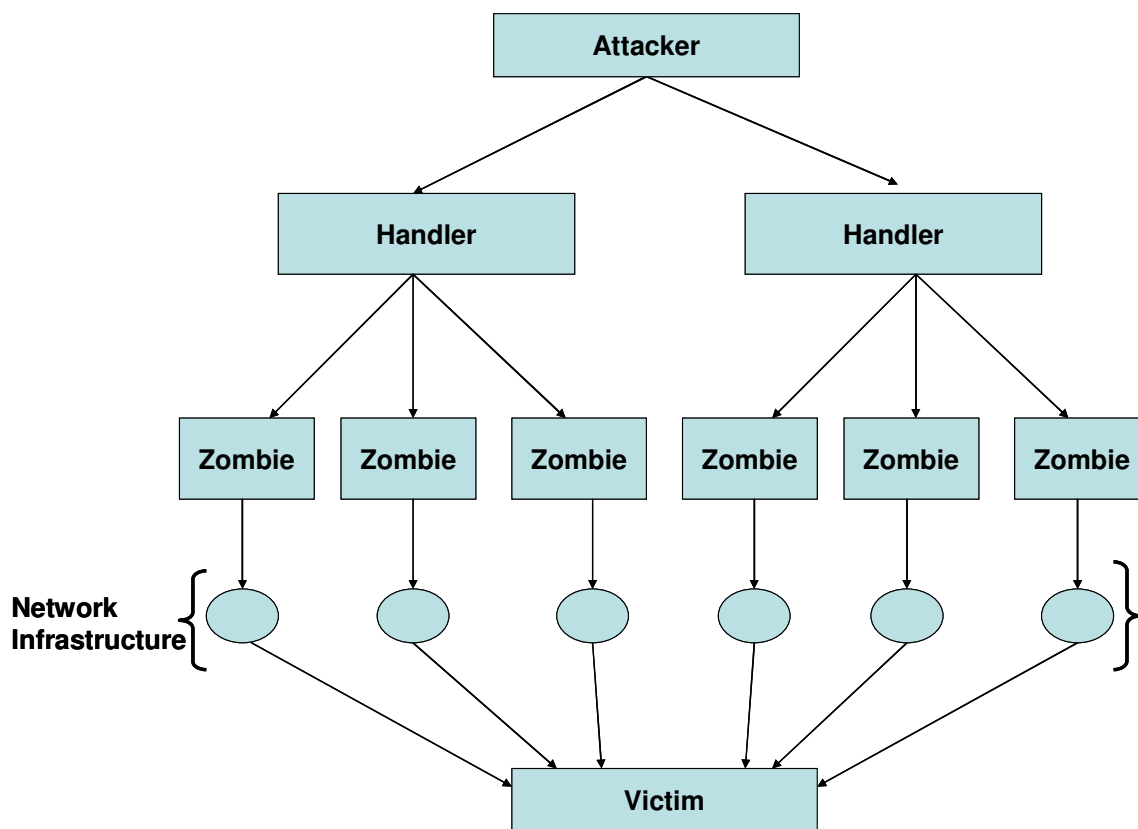 Attacker
Handler
Handler
Zombie
Zombie
Zombie
Zombie
Zombie
Zombie
Network
Infrastructure
Victim